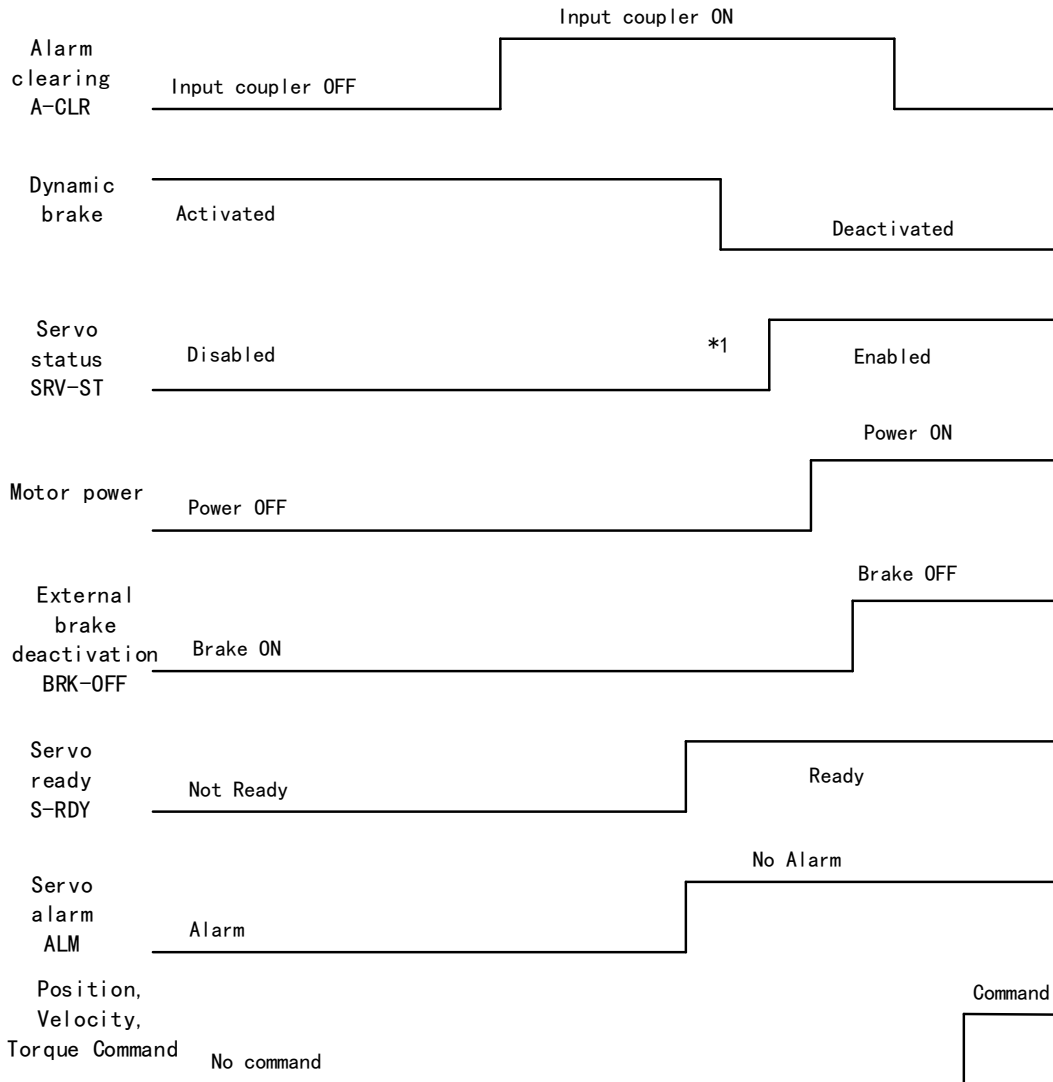 Input coupler ON
Alarm
clearing
A-CLR
Input coupler OFF
Dynamic
brake
Activated
Deactivated
Servo
status
SRV-ST
Disabled
*1
Enabled
Power ON
Motor power
Power OFF
Brake OFF
External
brake
deactivation
BRK-OFF
Brake ON
Servo
ready
S-RDY
Not Ready
Ready
No Alarm
Servo
alarm
ALM
Alarm
Position,
Velocity,
Torque Command
No command
Command